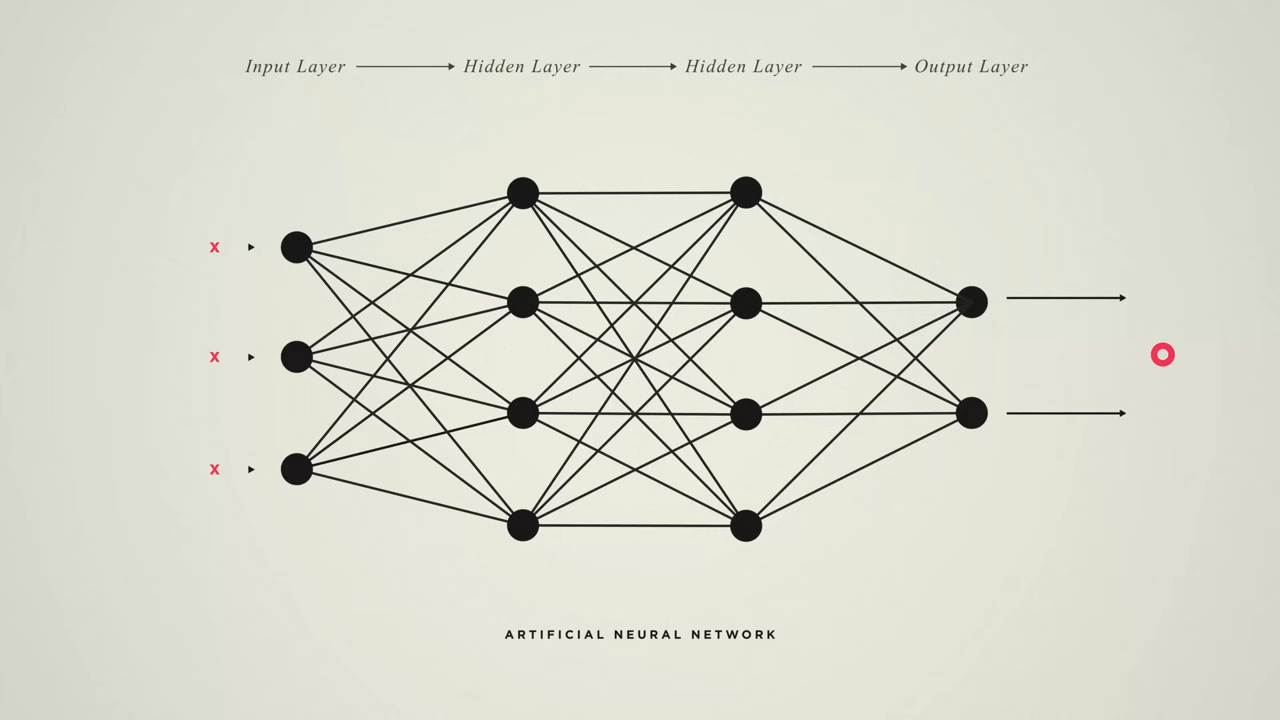 Input Layer Hidden Layer Hidden Layer Output Layer
x
x
x
ARTIFICIAL NEURAL NETWORK